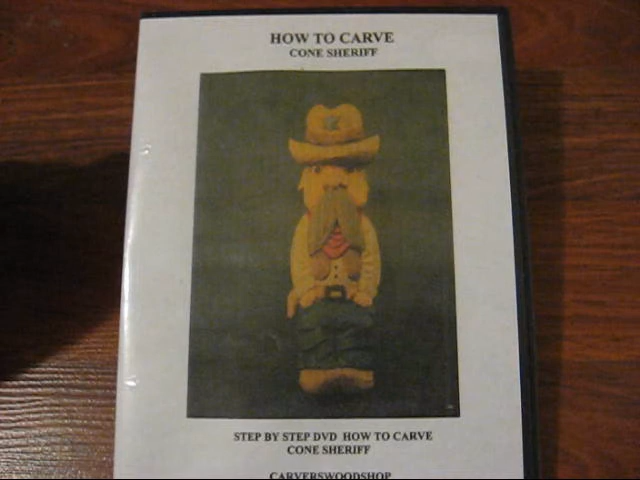 HOW TO CARVE
CONE SHERIFF
STEP BY STEP DVD HOW TO CARVE
CONE SHERIFF
CARVERSWOODSHOP